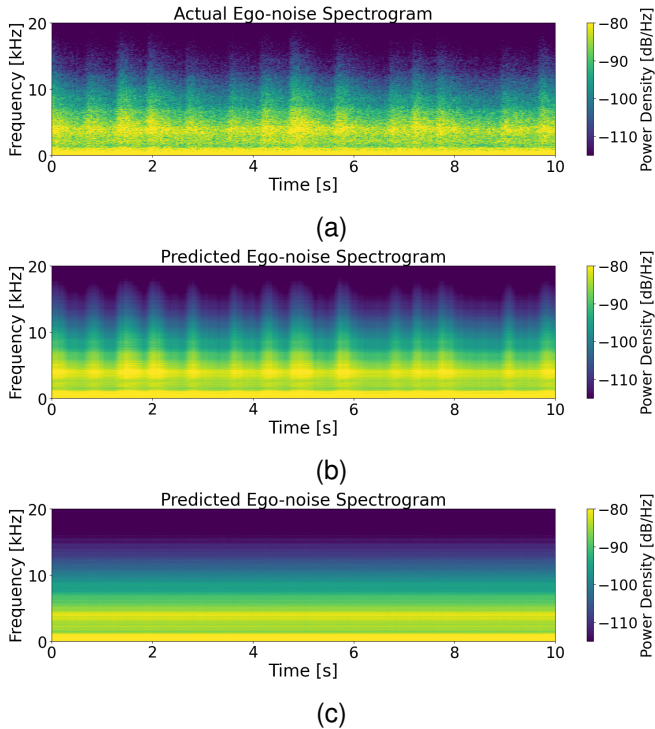 Actual Ego-noise Spectrogram
Frequency [kHz]
20
10
0
0 2 4 6 8 10
Time [s]
−80
−90
−100
−110
Power Density [dB/Hz]
(a)
Predicted Ego-noise Spectrogram
Frequency [kHz]
20
10
0
0 2 4 6 8 10
Time [s]
−80
−90
−100
−110
Power Density [dB/Hz]
(b)
Predicted Ego-noise Spectrogram
Frequency [kHz]
20
10
0
0 2 4 6 8 10
Time [s]
−80
−90
−100
−110
Power Density [dB/Hz]
(c)